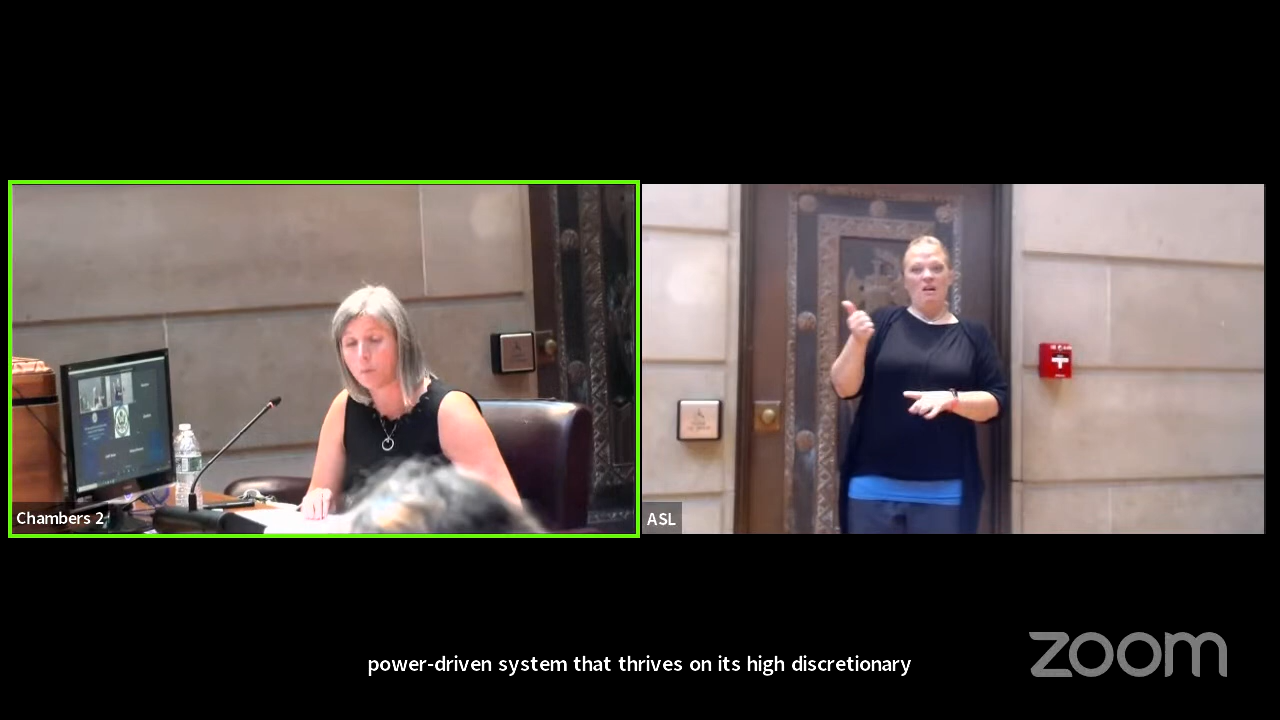 Chambers 2
ASL
power-driven system that thrives on its high discretionary
zoom